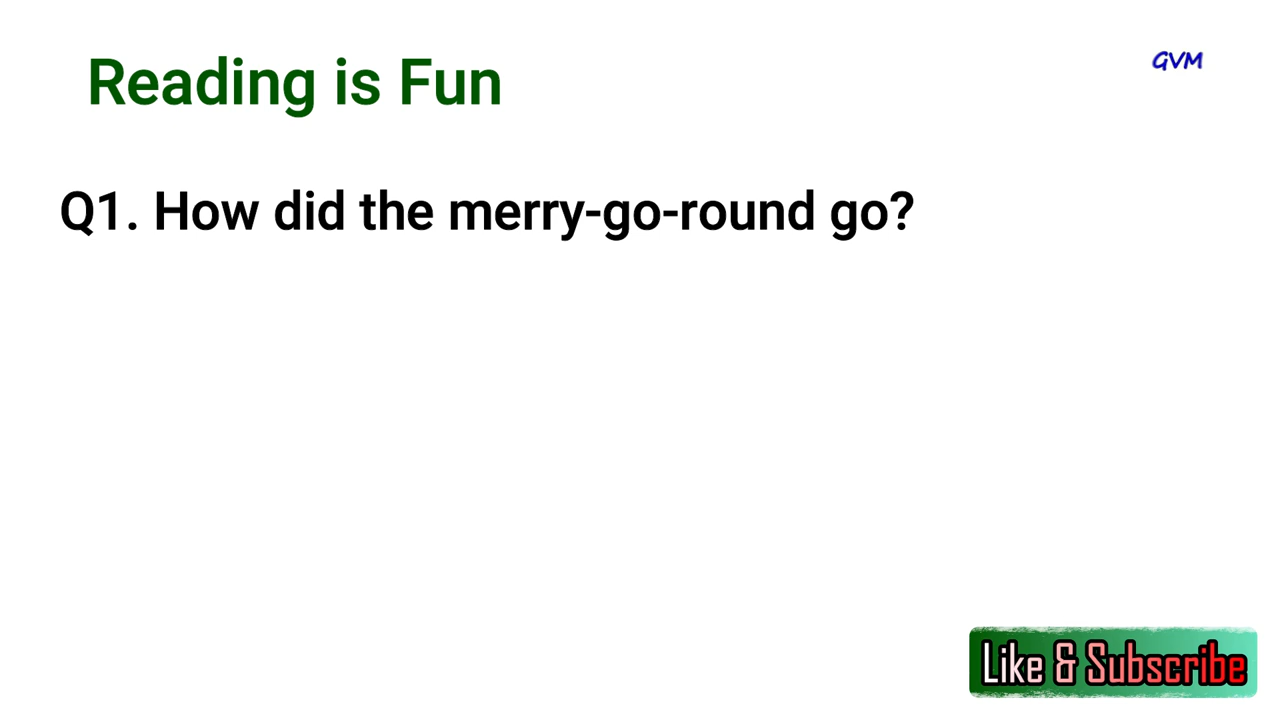 Reading is Fun
GVM
Q1. How did the merry-go-round go?
Like & Subscribe